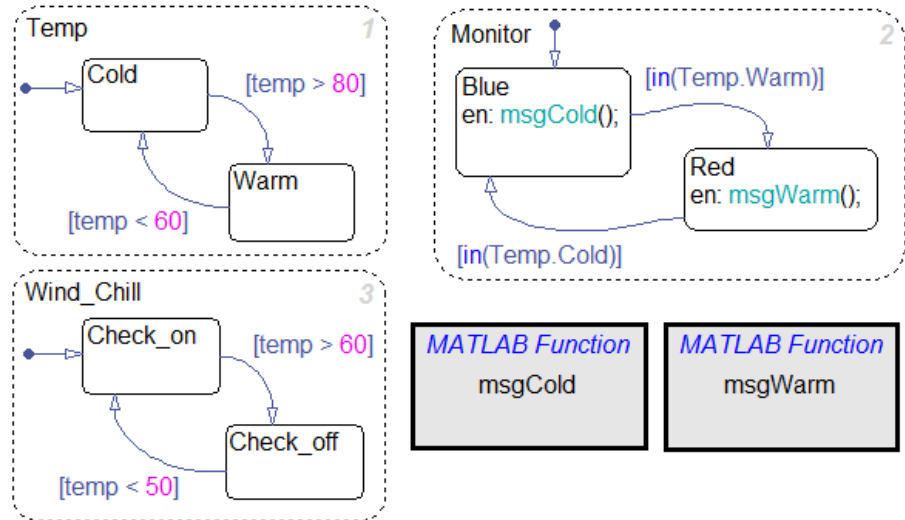 Temp
1
Cold
[temp > 80]
Warm
[temp < 60]
Monitor
2
Blue
en: msgCold();
[in(Temp.Warm)]
Red
en: msgWarm();
[in(Temp.Cold)]
Wind_Chill
3
Check_on
[temp > 60]
Check_off
[temp < 50]
MATLAB Function
msgCold
MATLAB Function
msgWarm